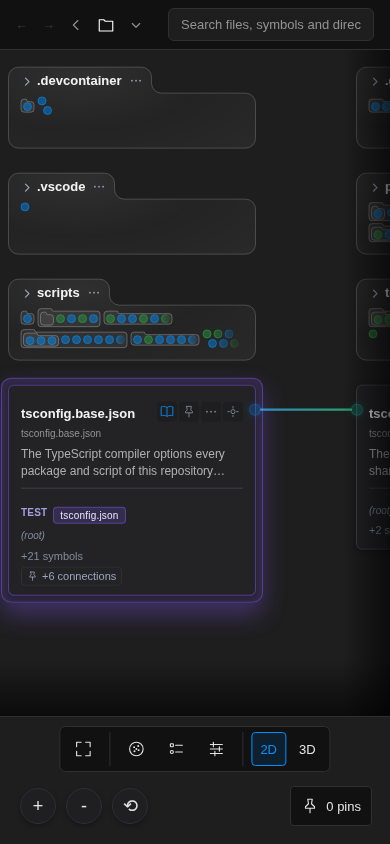 Search files, symbols and direc
.devcontainer
.vscode
scripts
tsconfig.base.json
tsconfig.base.json
The TypeScript compiler options every
package and script of this repository…
TEST tsconfig.json
(root)
+21 symbols
+6 connections
tsc
tscon
The
shar
(root)
+2 s
2D
3D
+
-
0 pins